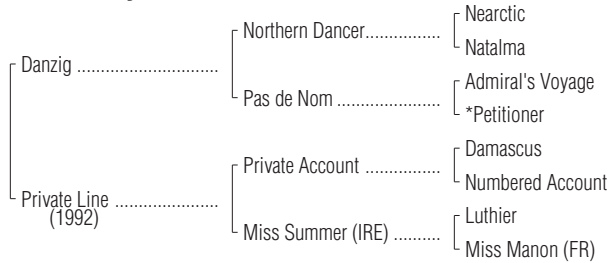 Nearctic
Northern Dancer.................
Natalma
Danzig ............................
Admiral's Voyage
Pas de Nom ....................
*Petitioner
Damascus
Private Account ...............
Numbered Account
Private Line ....................
(1992)
Luthier
Miss Summer (IRE) ..........
Miss Manon (FR)